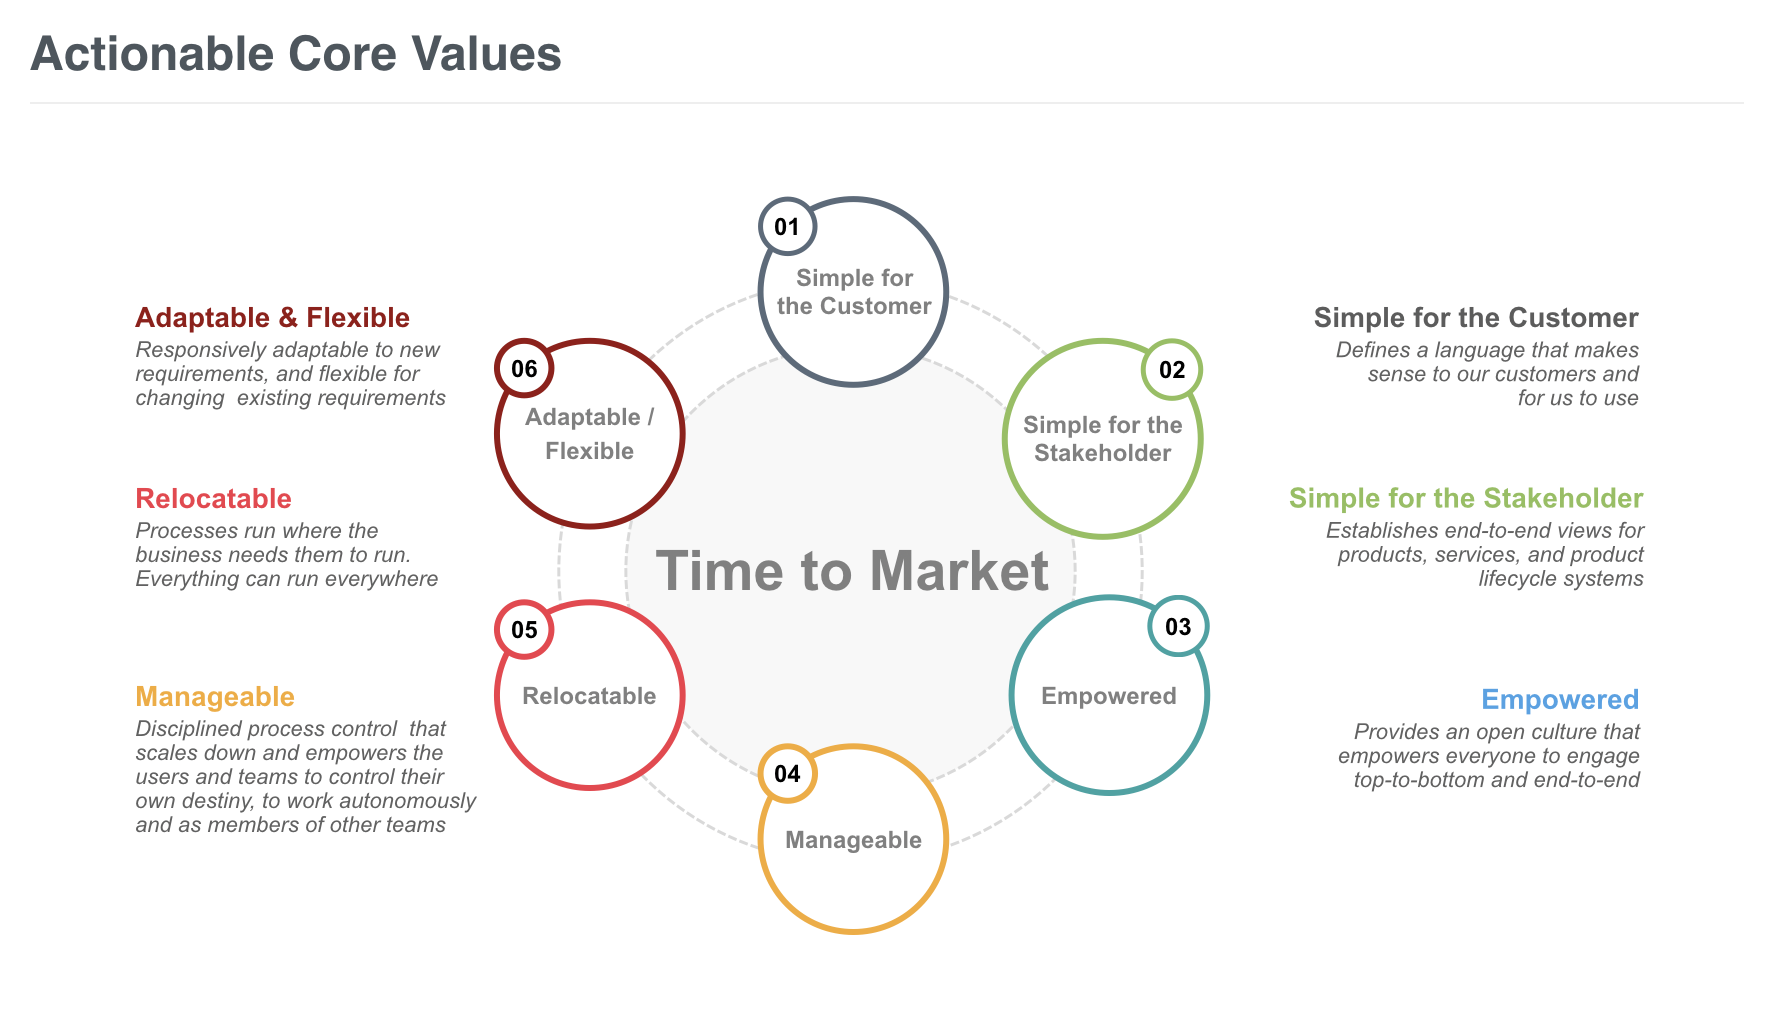 Actionable Core Values
01
Simple for
the Customer
02
Simple for the
Stakeholder
03
Empowered
04
Manageable
05
Relocatable
06
Adaptable /
Flexible
Time to Market
Adaptable & Flexible
Responsively adaptable to new
requirements, and flexible for
changing  existing requirements
Relocatable
Processes run where the
business needs them to run.
Everything can run everywhere
Manageable
Disciplined process control  that
scales down and empowers the
users and teams to control their
own destiny, to work autonomously
and as members of other teams
Simple for the Customer
Defines a language that makes
sense to our customers and
for us to use
Simple for the Stakeholder
Establishes end-to-end views for
products, services, and product
lifecycle systems
Empowered
Provides an open culture that
empowers everyone to engage
top-to-bottom and end-to-end